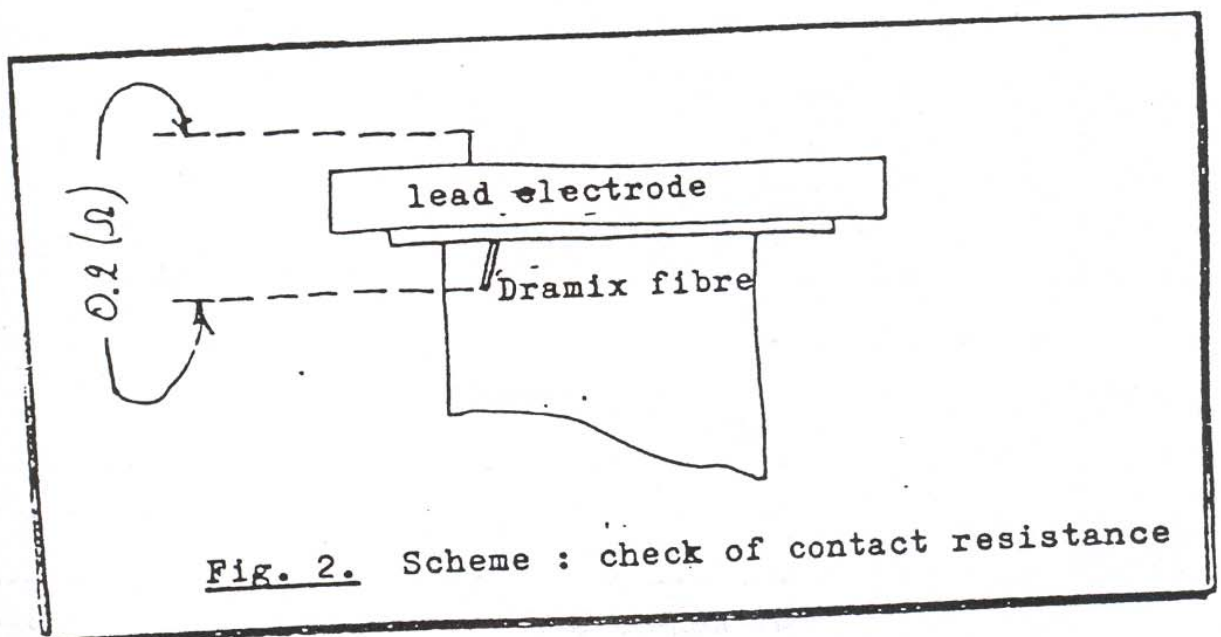 0.2 (Ω)
lead electrode
Dramix fibre
Fig. 2. Scheme : check of contact resistance